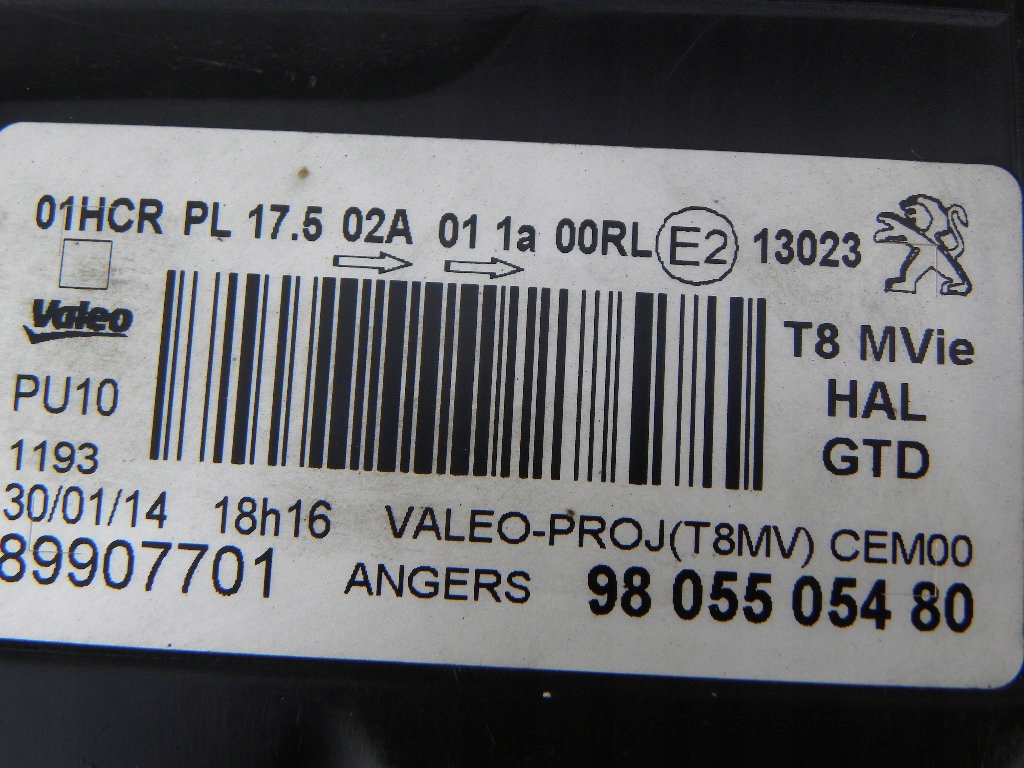 01HCR PL 17.5 02A 01 1a 00RL E2 13023
Valeo
T8 MVie
PU10
HAL
1193
GTD
30/01/14 18h16 VALEO-PROJ(T8MV) CEM00
89907701 ANGERS 98 055 054 80